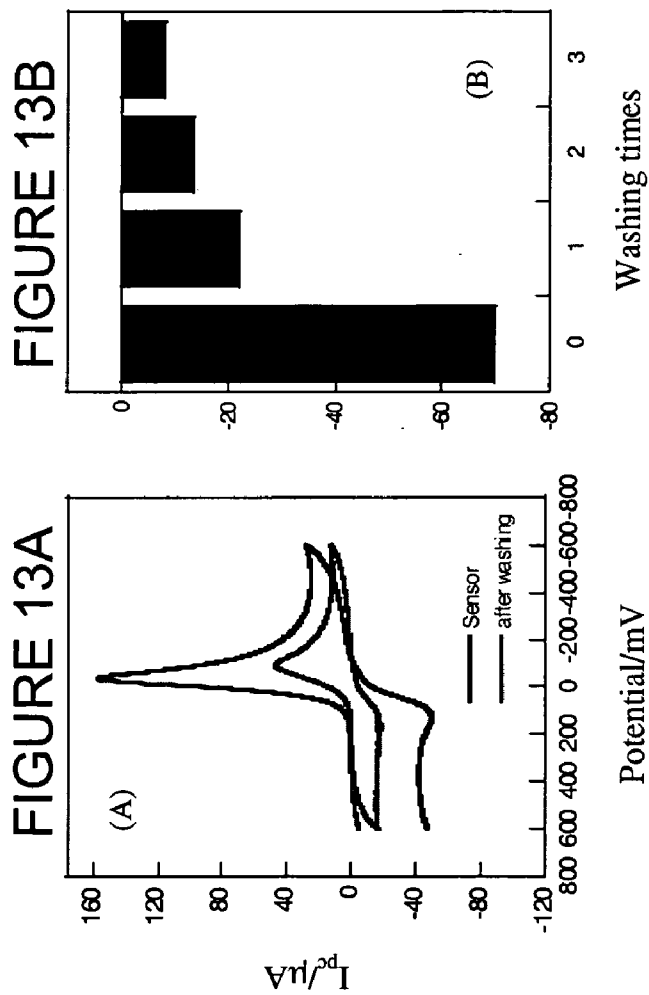 FIGURE 13A
(A)
160
120
80
40
0
-40
-80
-120
I_pc/µA
Sensor
after washing
800 600 400 200 0 -200 -400 -600 -800
Potential/mV
FIGURE 13B
(B)
0
-20
-40
-60
-80
0 1 2 3
Washing times